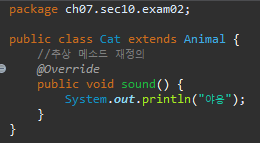 package ch07.sec10.exam02;
public class Cat extends Animal {
//추상 메소드 재정의
@Override
public void sound() {
System.out.println("야옹");
}
}